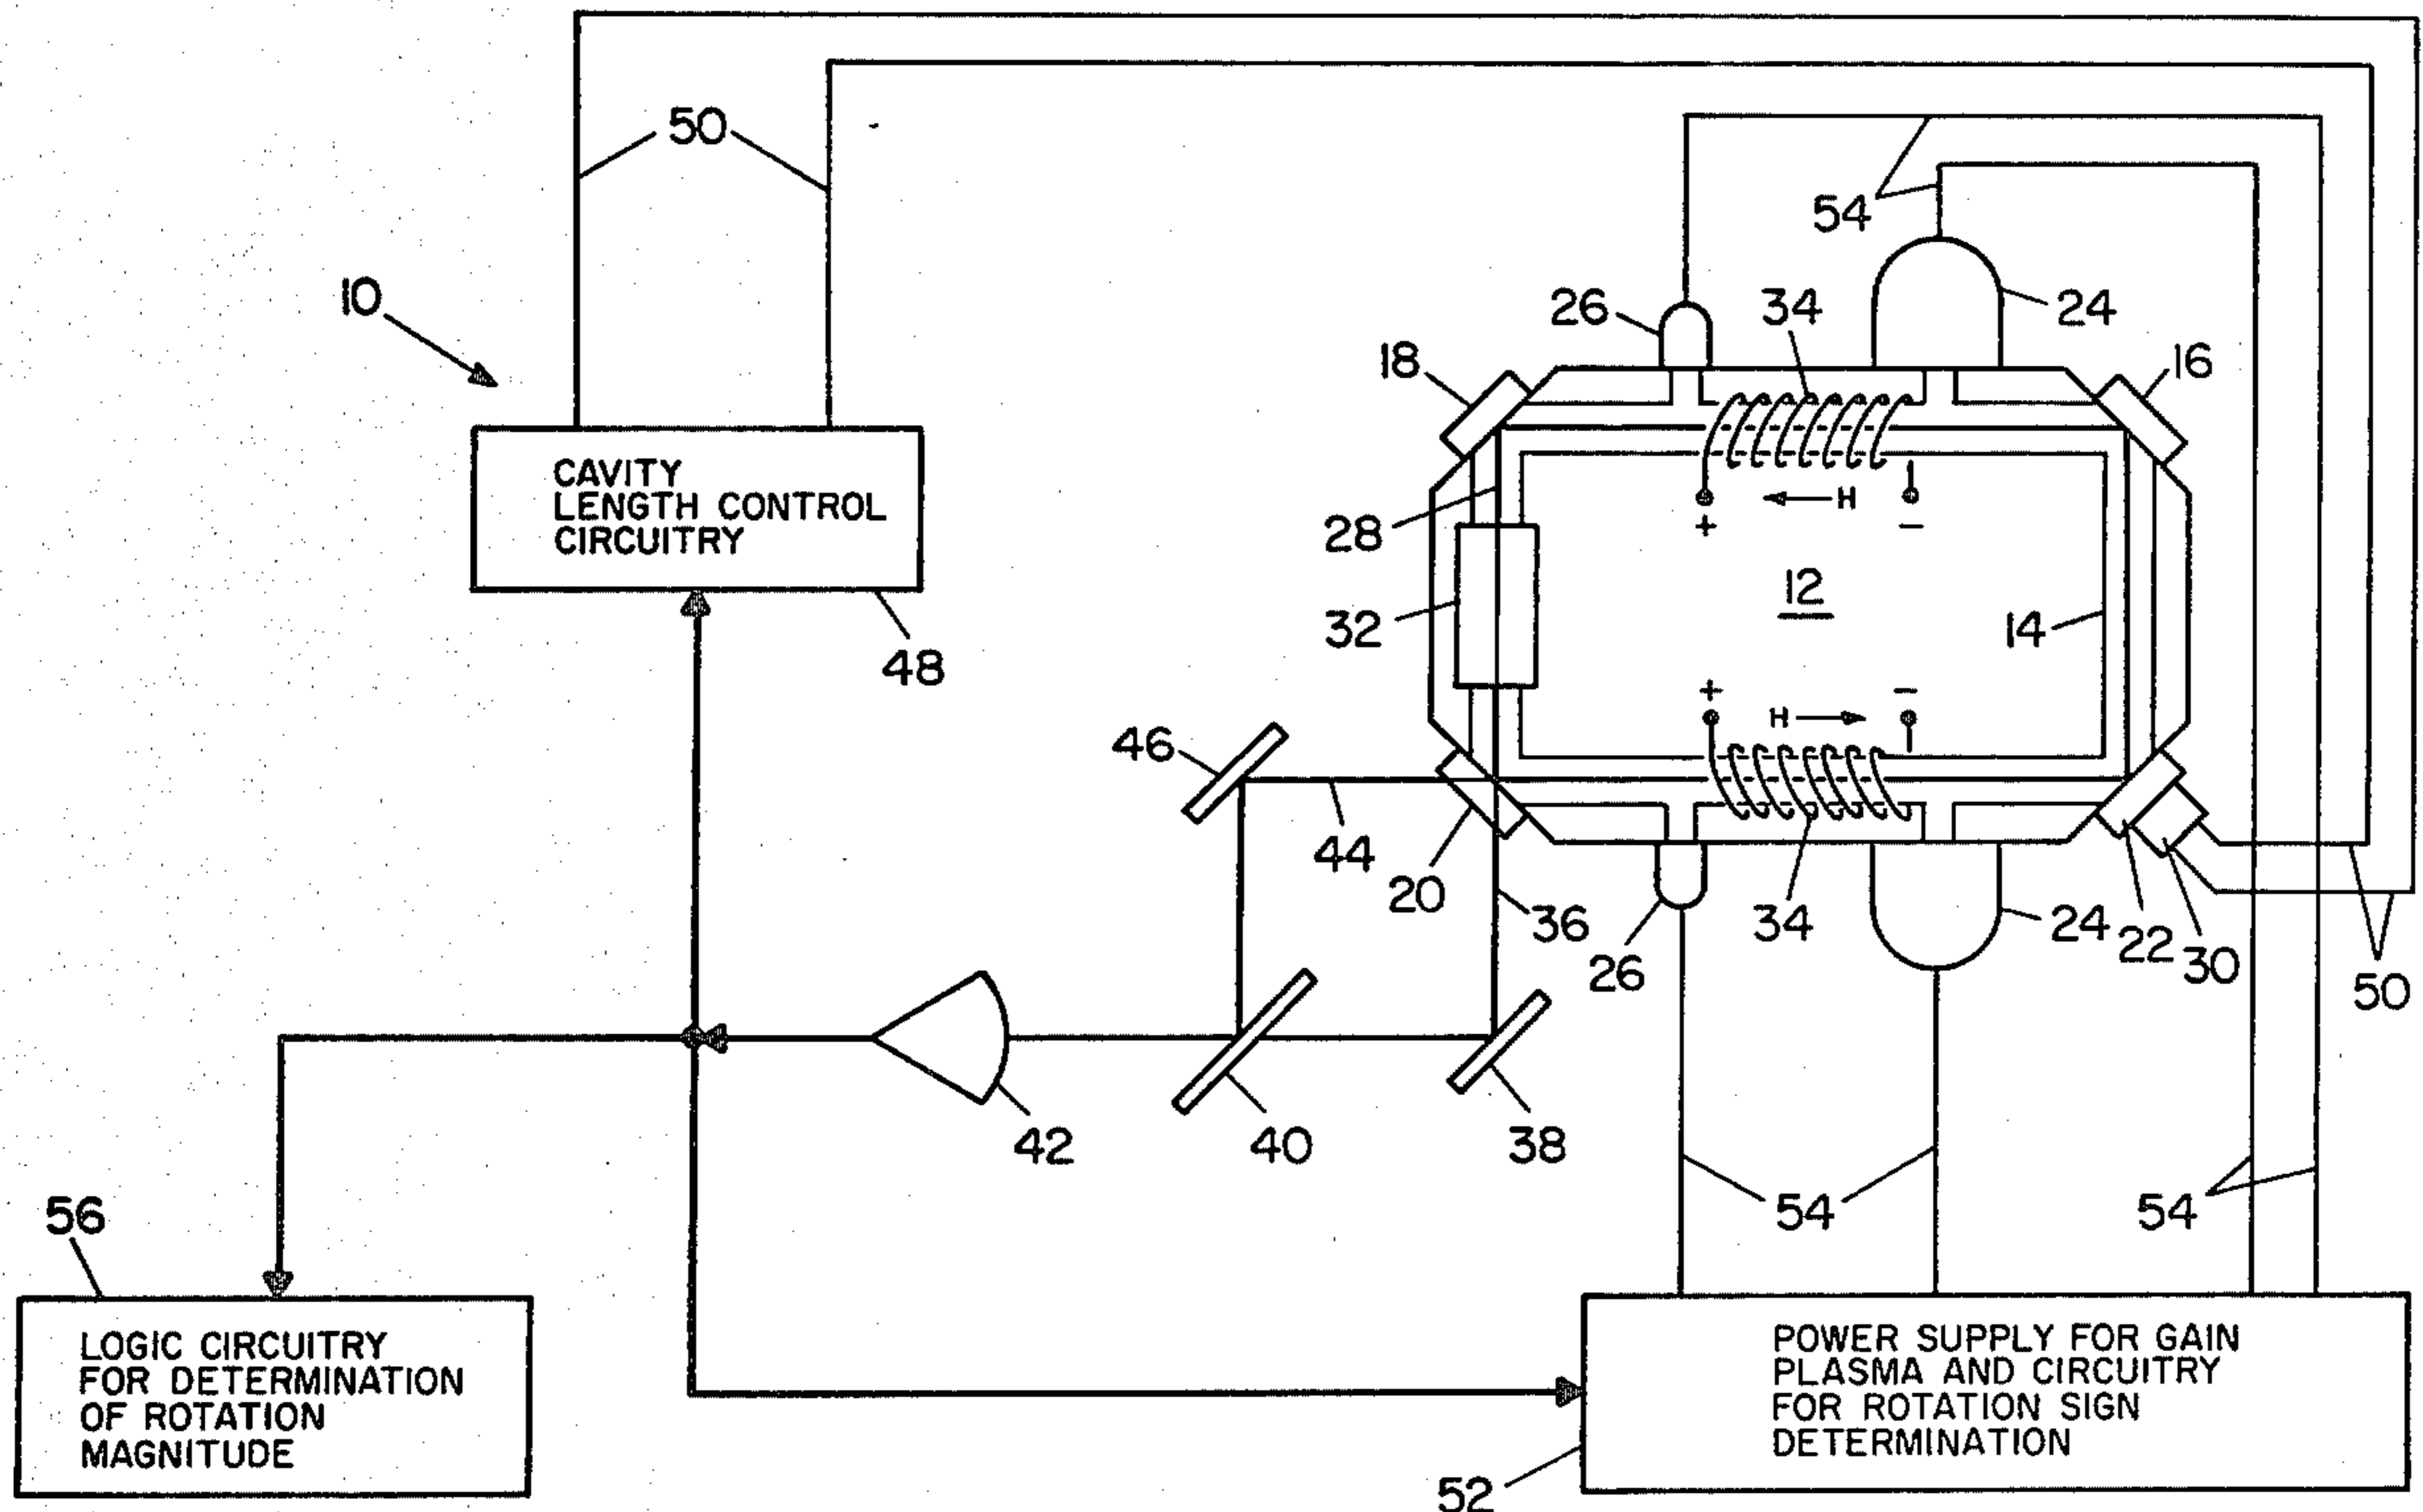 50
54
10
26
34
24
18
16
CAVITY
LENGTH CONTROL
CIRCUITRY
28
+
H
−
12
32
14
48
+
−
H
46
44
20
36
26
34
24
22
30
50
42
40
38
56
54
54
LOGIC CIRCUITRY
FOR DETERMINATION
OF ROTATION
MAGNITUDE
POWER SUPPLY FOR GAIN
PLASMA AND CIRCUITRY
FOR ROTATION SIGN
DETERMINATION
52